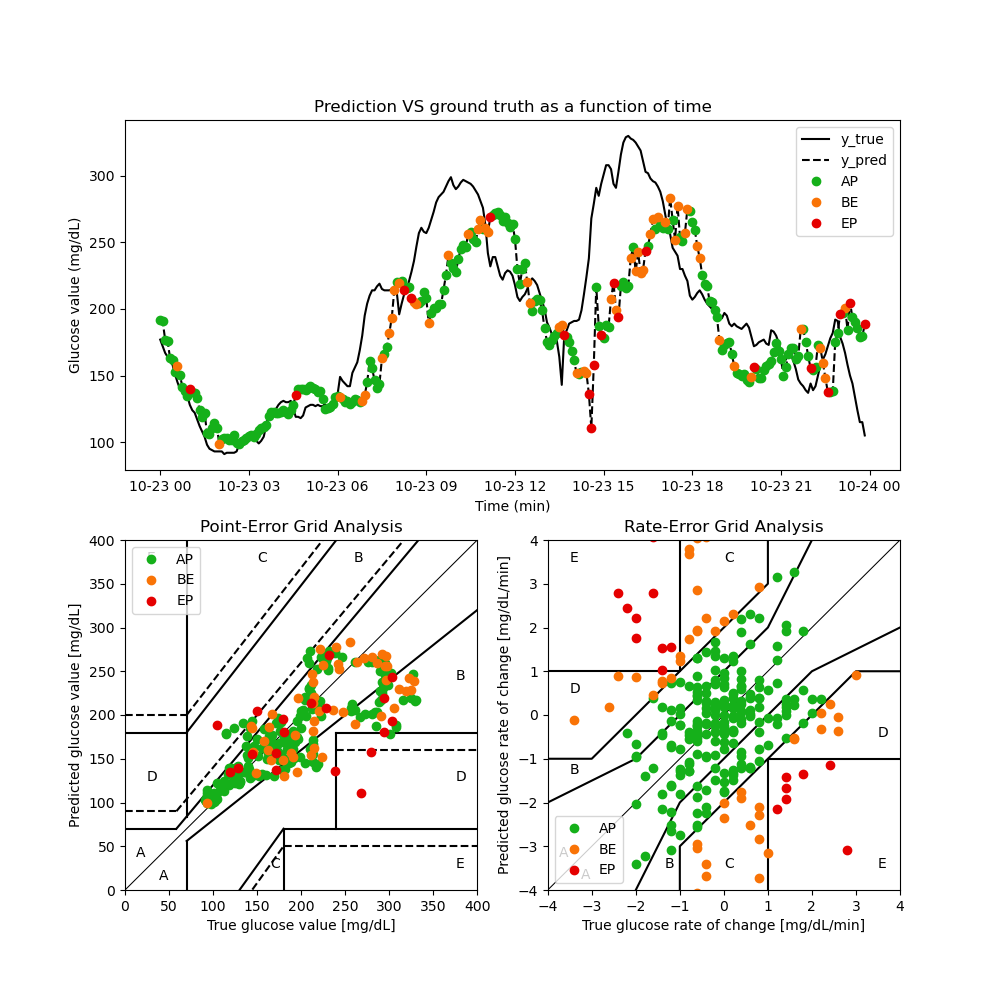 Prediction VS ground truth as a function of time
Glucose value (mg/dL)
300
250
200
150
100
y_true
y_pred
AP
BE
EP
10-23 00 10-23 03 10-23 06 10-23 09 10-23 12 10-23 15 10-23 18 10-23 21 10-24 00
Time (min)
Point-Error Grid Analysis
Predicted glucose value [mg/dL]
400
350
300
250
200
150
100
50
0
AP
BE
EP
C
B
B
D
D
A
A
C
E
0 50 100 150 200 250 300 350 400
True glucose value [mg/dL]
Rate-Error Grid Analysis
Predicted glucose rate of change [mg/dL/min]
4
3
2
1
0
−1
−2
−3
−4
E
C
D
D
B
A
A
B
C
E
AP
BE
EP
−4 −3 −2 −1 0 1 2 3 4
True glucose rate of change [mg/dL/min]